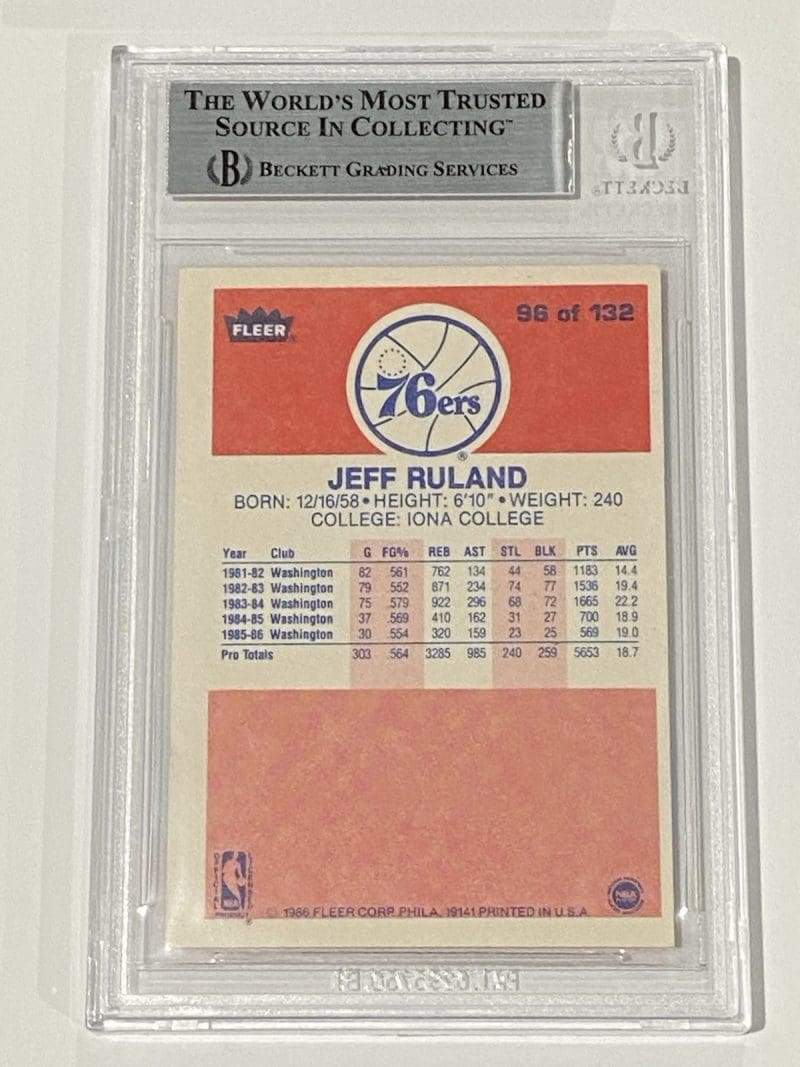 THE WORLD'S MOST TRUSTED
SOURCE IN COLLECTING™
B BECKETT GRADING SERVICES
B
BECKETT®
FLEER®
96 of 132
76ers
®
JEFF RULAND
BORN: 12/16/58 • HEIGHT: 6'10" • WEIGHT: 240
COLLEGE: IONA COLLEGE
Year Club G FG% REB AST STL BLK PTS AVG
1981-82 Washington 82 .561 762 134 44 58 1183 14.4
1982-83 Washington 79 .552 871 234 74 77 1536 19.4
1983-84 Washington 75 .579 922 296 68 72 1665 22.2
1984-85 Washington 37 .569 410 162 31 27 700 18.9
1985-86 Washington 30 .554 320 159 23 25 569 19.0
Pro Totals 303 .564 3285 985 240 259 5653 18.7
OFFICIAL LICENSED
NBA
PRODUCT ®
NBA
© 1986 FLEER CORP. PHILA. 19141 PRINTED IN U.S.A.